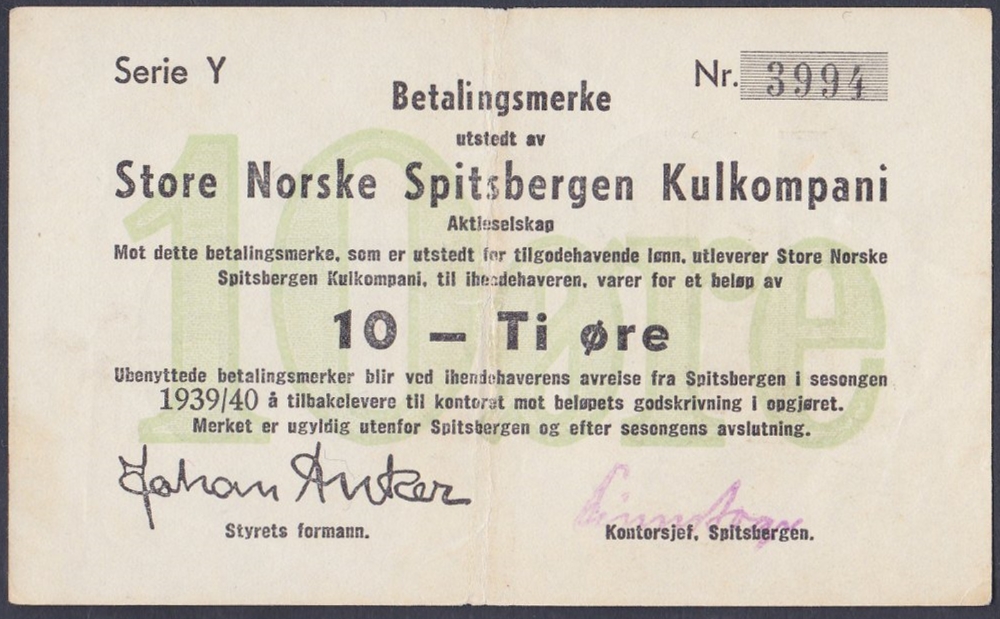 Serie Y
Nr. 3994
Betalingsmerke
utstedt av
Store Norske Spitsbergen Kulkompani
Aktieselskap
Mot dette betalingsmerke, som er utstedt for tilgodehavende lønn, utleverer Store Norske
Spitsbergen Kulkompani, til ihendehaveren, varer for et beløp av
10 — Ti øre
Ubenyttede betalingsmerker blir ved ihendehaverens avreise fra Spitsbergen i sesongen
1939/40 å tilbakelevere til kontoret mot beløpets godskrivning i opgjøret.
Merket er ugyldig utenfor Spitsbergen og efter sesongens avslutning.
Johan Anker
Styrets formann.
Kontorsjef, Spitsbergen.
10 øre